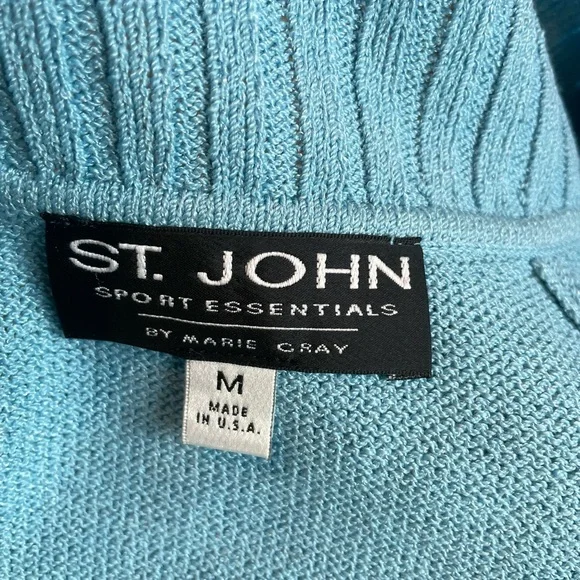 ST. JOHN
SPORT ESSENTIALS
BY MARIE GRAY
M
MADE
IN U.S.A.